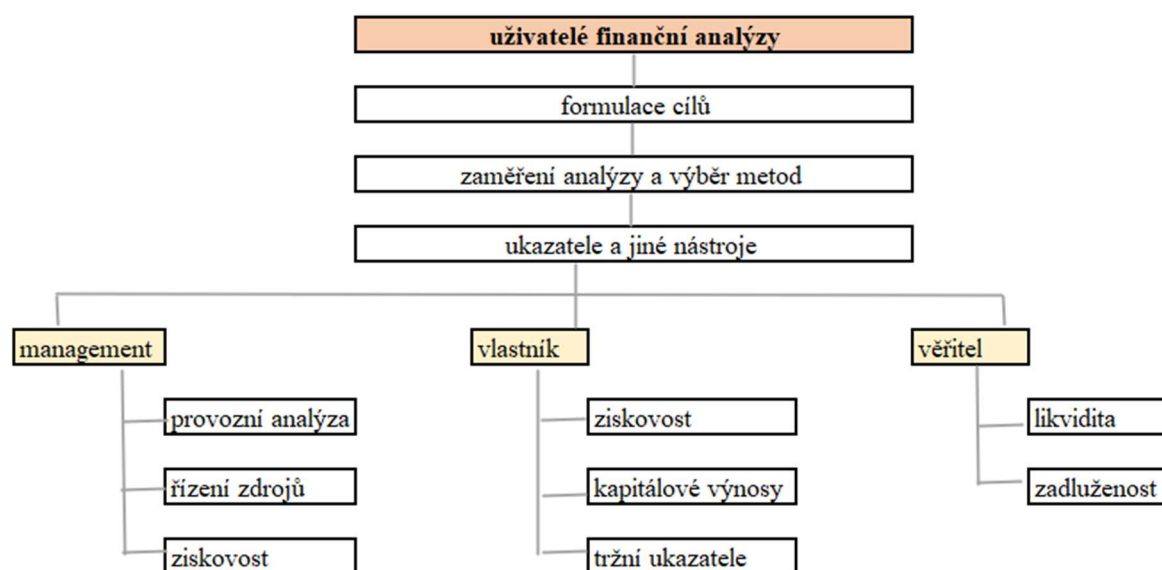 uživatelé finanční analýzy
formulace cílů
zaměření analýzy a výběr metod
ukazatele a jiné nástroje
management
provozní analýza
řízení zdrojů
ziskovost
vlastník
ziskovost
kapitálové výnosy
tržní ukazatele
věřitel
likvidita
zadluženost